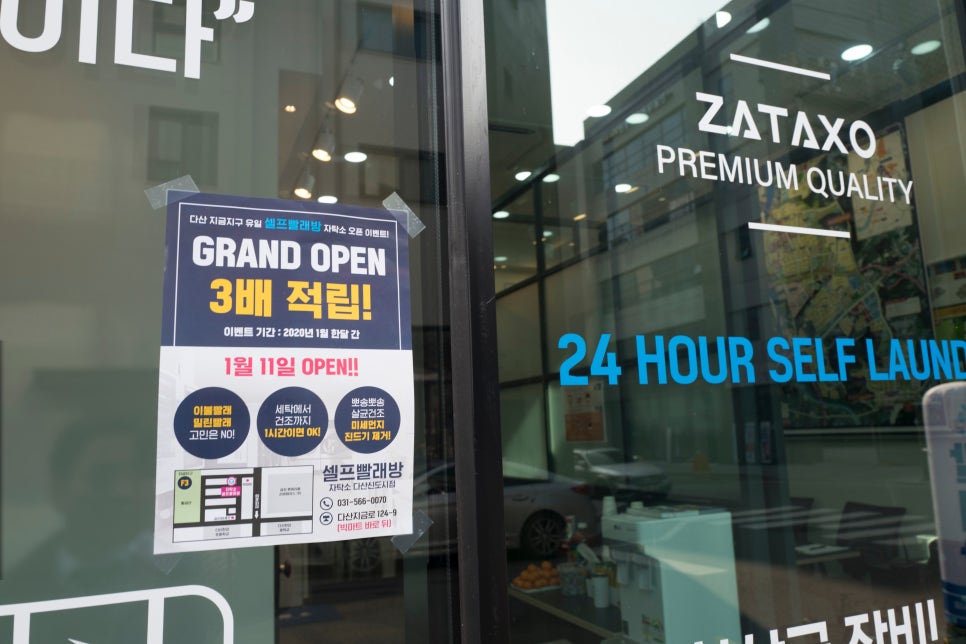 이다"
ZATAXO
PREMIUM QUALITY
24 HOUR SELF LAUND
다산 지금지구 유일 셀프빨래방 자탁소 오픈 이벤트!
GRAND OPEN
3배 적립!
이벤트 기간 : 2020년 1월 한달 간
1월 11일 OPEN!!
이불빨래
밀린빨래
고민은 NO!
세탁에서
건조까지
1시간이면 OK!
뽀송뽀송
살균건조
미세먼지
진드기 제거!
F3
셀프빨래방
자탁소 다산신도시점
031-566-0070
다산지금로 124-9
(빅마트 바로 뒤)